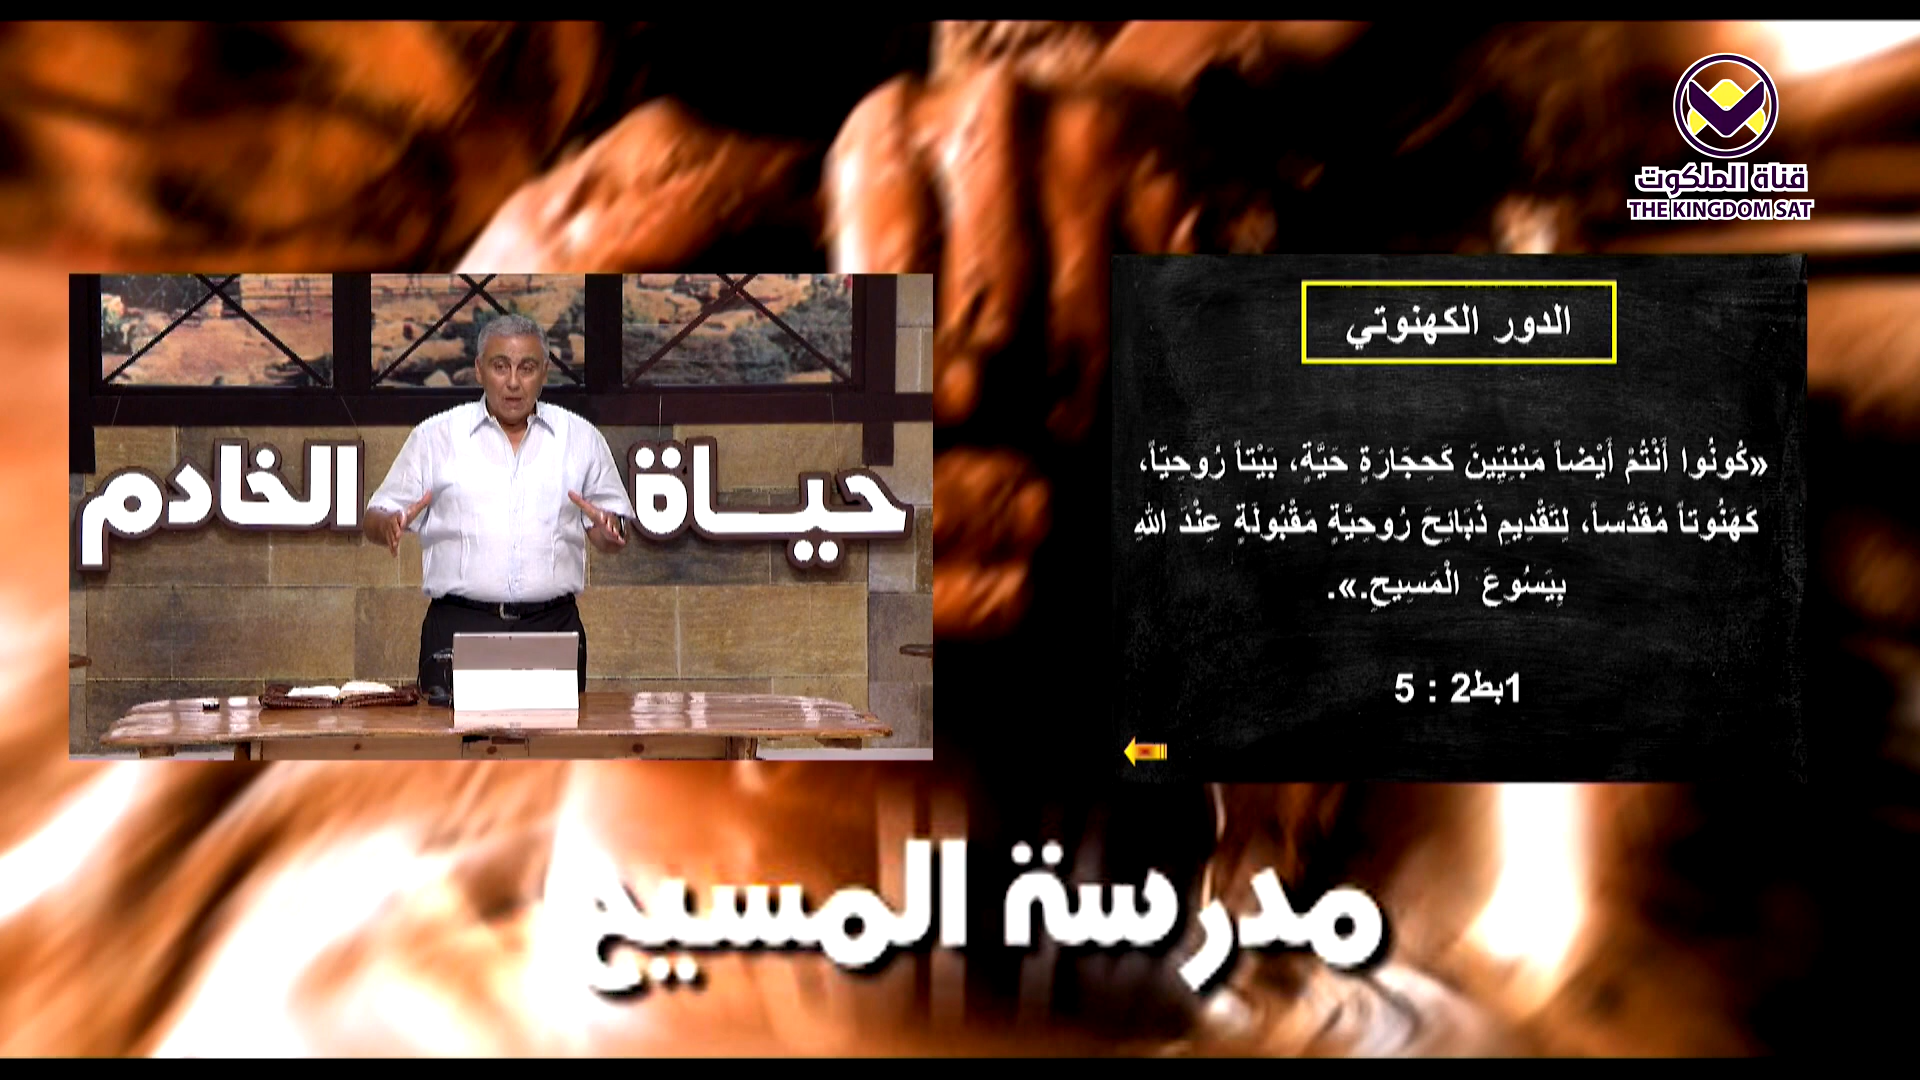 قناة الملكوت
THE KINGDOM SAT
الدور الكهنوتي
«كُونُوا أَنْتُمْ أَيْضاً مَبْنِيِّينَ كَحِجَارَةٍ حَيَّةٍ، بَيْتاً رُوحِيّاً،
كَهَنُوتاً مُقَدَّساً، لِتَقْدِيمِ ذَبَائِحَ رُوحِيَّةٍ مَقْبُولَةٍ عِنْدَ اللهِ
بِيَسُوعَ الْمَسِيحِ.».
1بط2 : 5
حياة الخادم
مدرسة المسيح